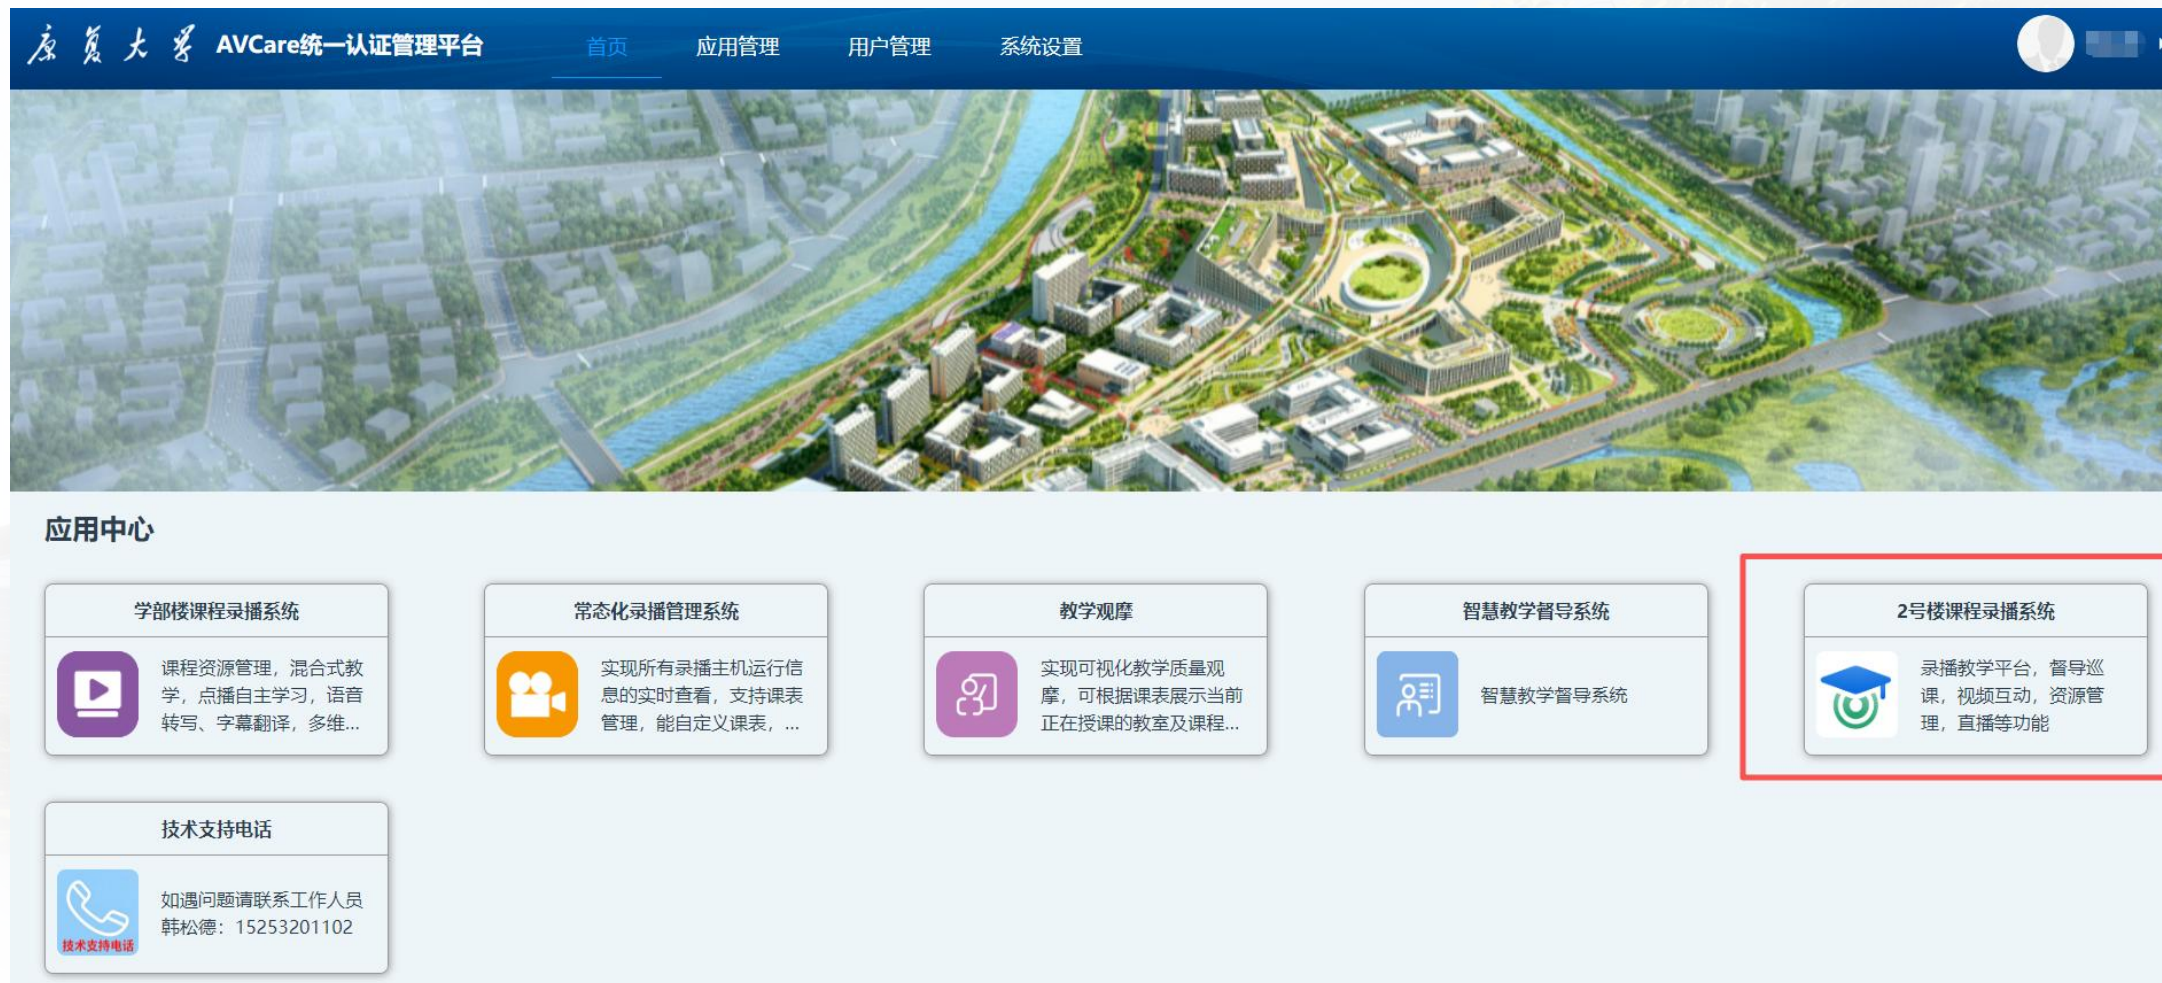 康复大学 AVCare统一认证管理平台 首页 应用管理 用户管理 系统设置
应用中心
学部楼课程录播系统
课程资源管理，混合式教
学，点播自主学习，语音
转写、字幕翻译，多维...
常态化录播管理系统
实现所有录播主机运行信
息的实时查看，支持课表
管理，能自定义课表，...
教学观摩
实现可视化教学质量观
摩，可根据课表展示当前
正在授课的教室及课程...
智慧教学督导系统
智慧教学督导系统
2号楼课程录播系统
录播教学平台，督导巡
课，视频互动，资源管
理，直播等功能
技术支持电话
如遇问题请联系工作人员
韩松德：15253201102
技术支持电话